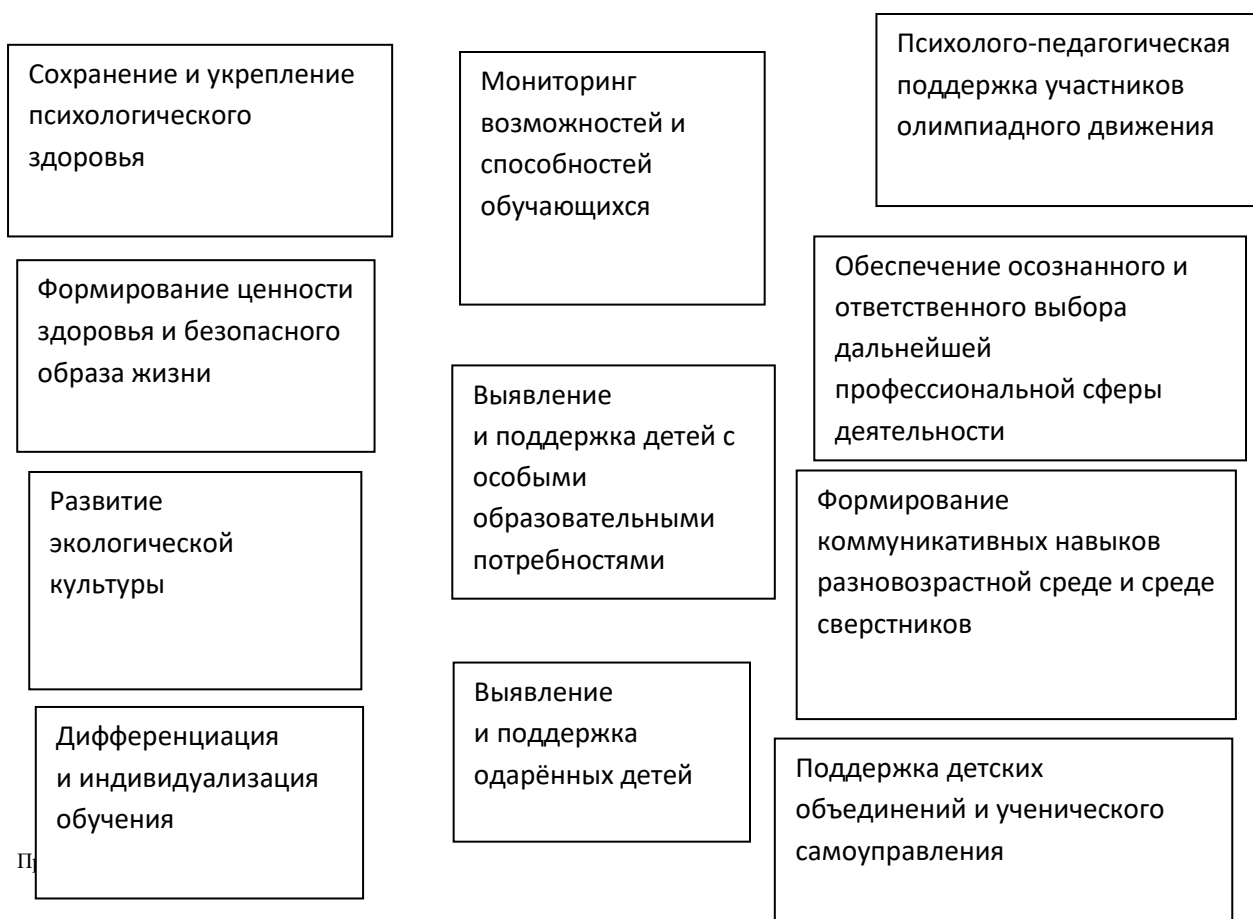 Сохранение и укрепление
психологического
здоровья
Формирование ценности
здоровья и безопасного
образа жизни
Развитие
экологической
культуры
Дифференциация
и индивидуализация
обучения
Мониторинг
возможностей и
способностей
обучающихся
Выявление
и поддержка детей с
особыми
образовательными
потребностями
Выявление
и поддержка
одарённых детей
Психолого-педагогическая
поддержка участников
олимпиадного движения
Обеспечение осознанного и
ответственного выбора
дальнейшей
профессиональной сферы
деятельности
Формирование
коммуникативных навыков
разновозрастной среде и среде
сверстников
Поддержка детских
объединений и ученического
самоуправления